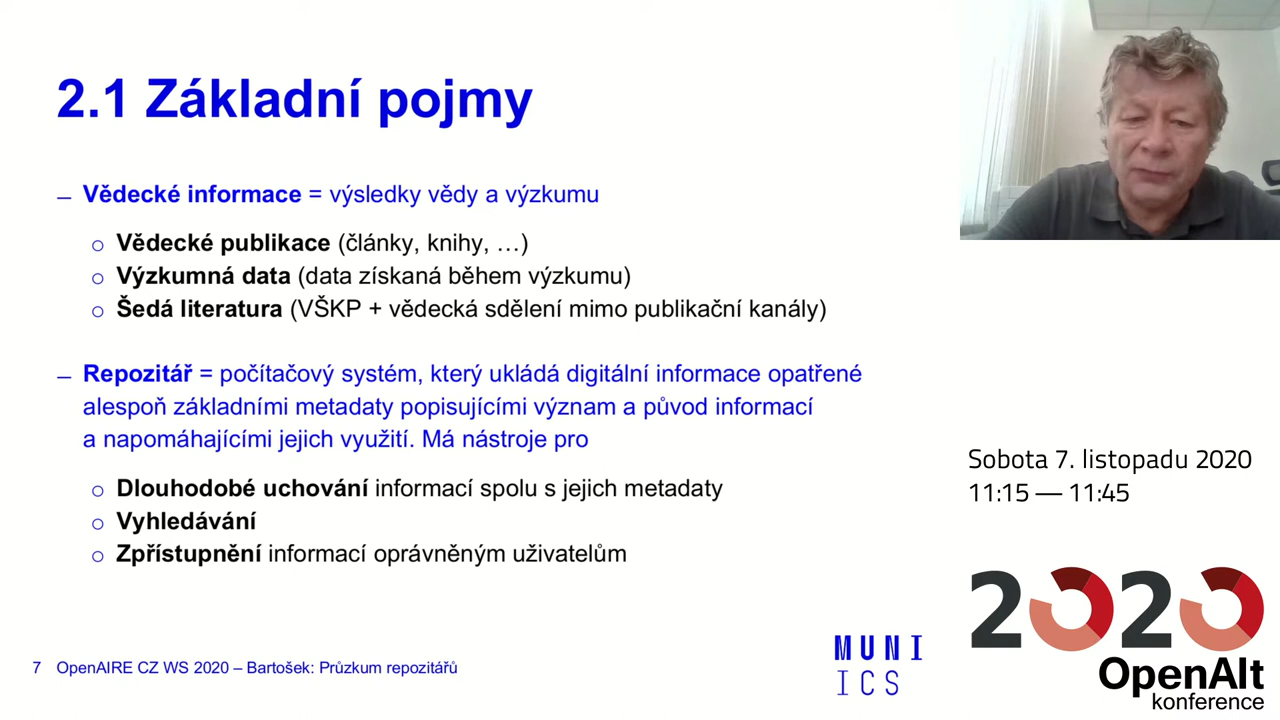 2.1 Základní pojmy
– Vědecké informace = výsledky vědy a výzkumu
o Vědecké publikace (články, knihy, …)
o Výzkumná data (data získaná během výzkumu)
o Šedá literatura (VŠKP + vědecká sdělení mimo publikační kanály)
– Repozitář = počítačový systém, který ukládá digitální informace opatřené
alespoň základními metadaty popisujícími význam a původ informací
a napomáhajícími jejich využití. Má nástroje pro
o Dlouhodobé uchování informací spolu s jejich metadaty
o Vyhledávání
o Zpřístupnění informací oprávněným uživatelům
7 OpenAIRE CZ WS 2020 – Bartošek: Průzkum repozitářů
MUNI
ICS
Sobota 7. listopadu 2020
11:15 — 11:45
2020
OpenAlt
konference